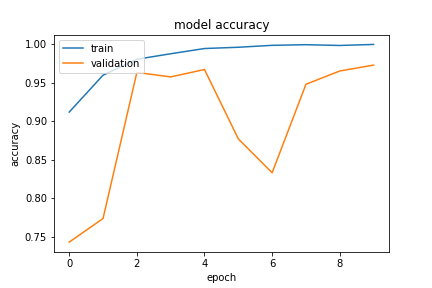 model accuracy
train
validation
1.00
0.95
0.90
0.85
0.80
0.75
accuracy
0 2 4 6 8
epoch